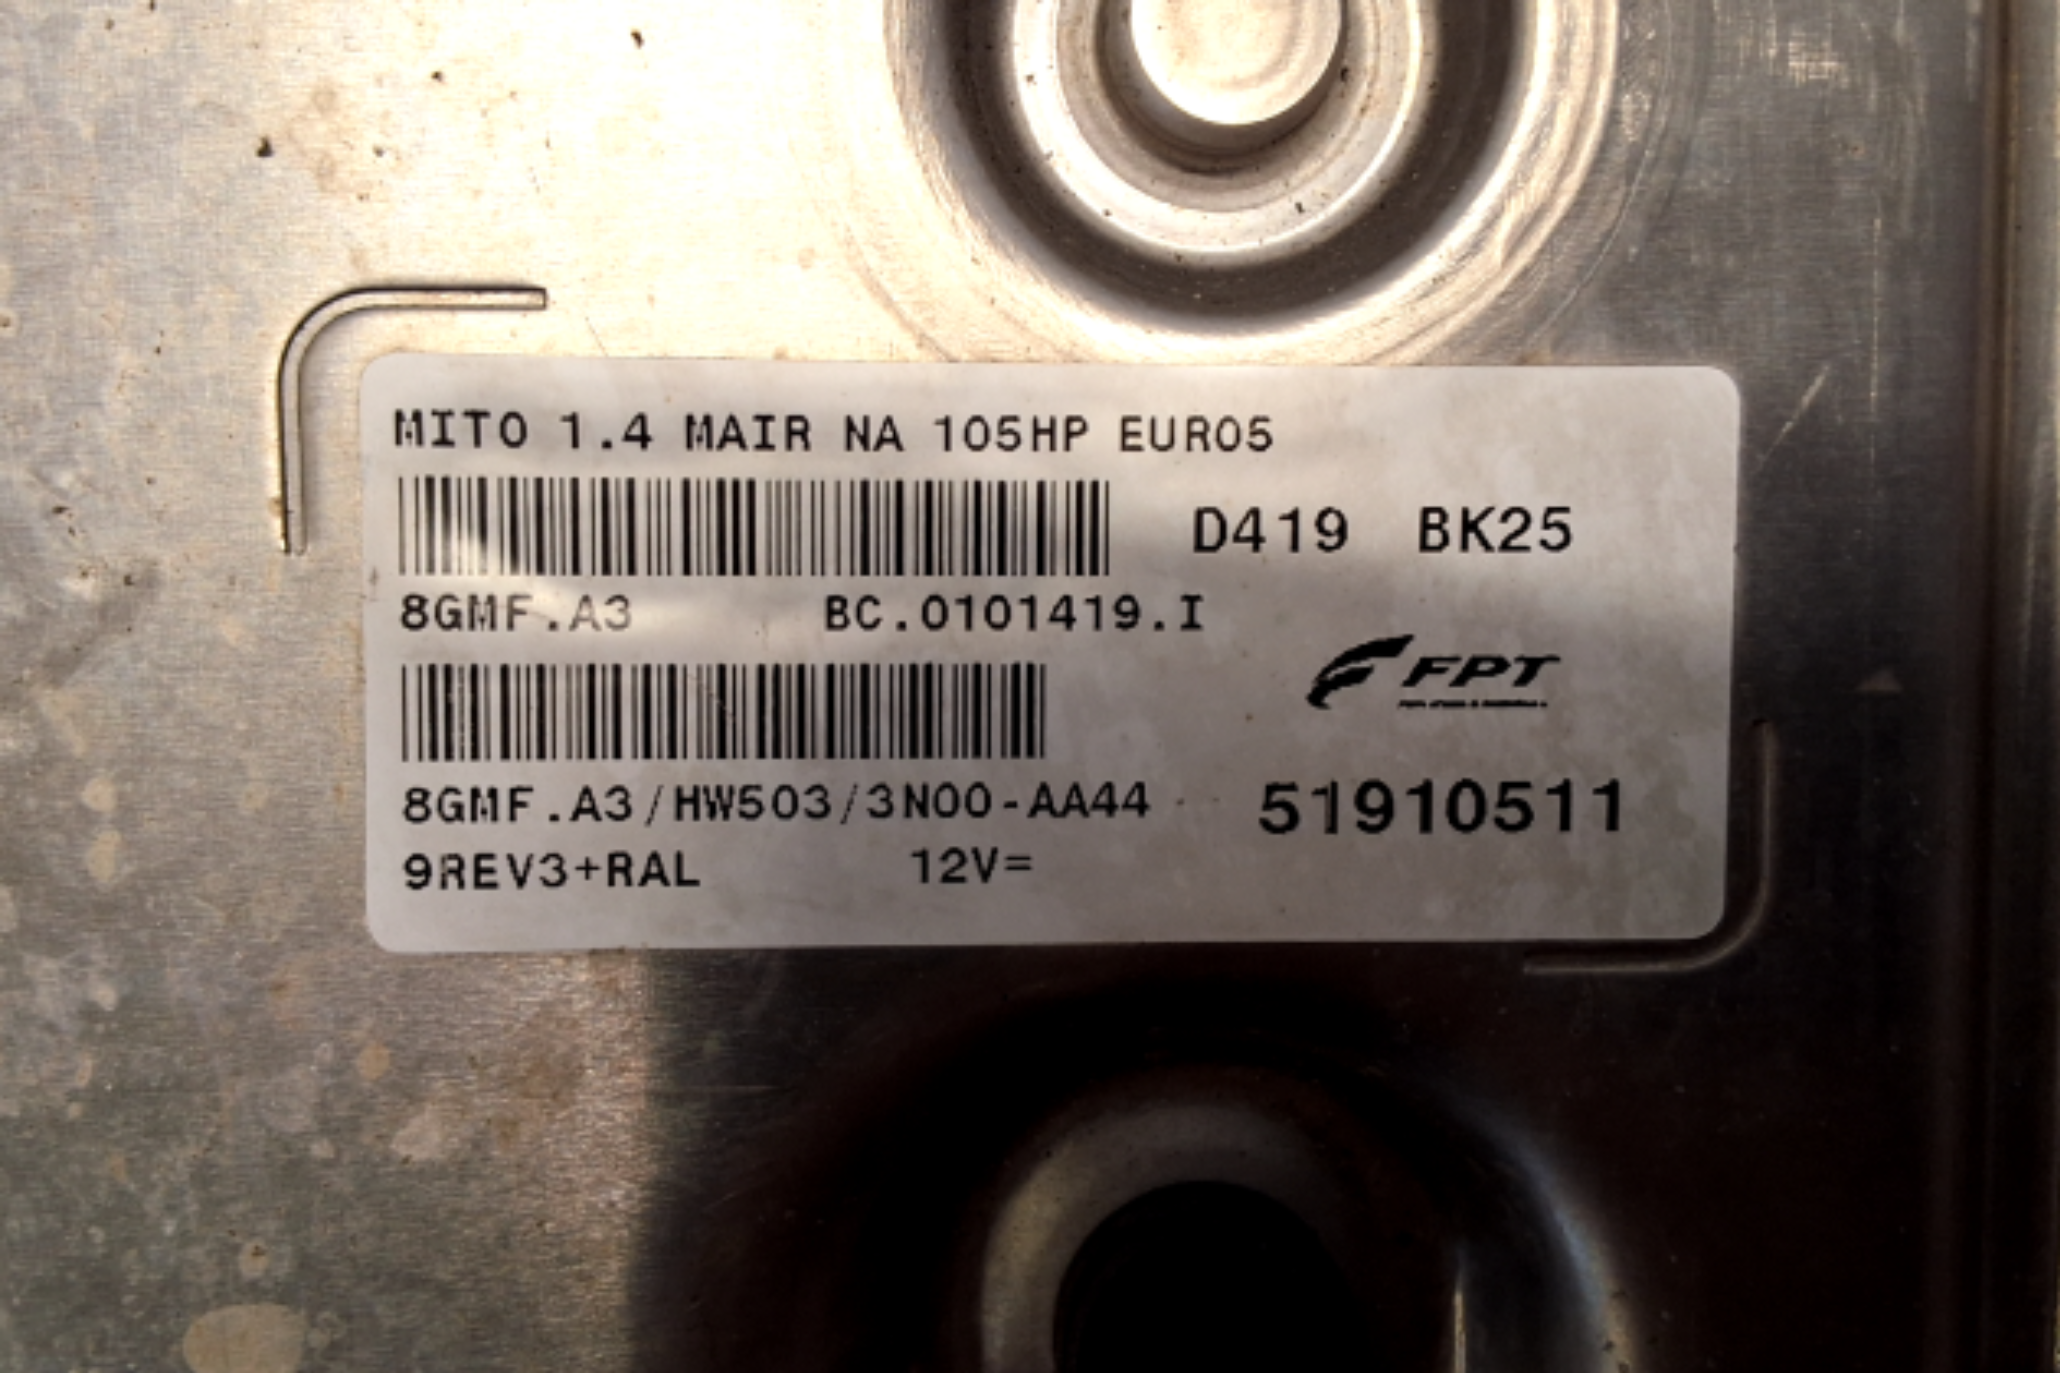 MITO 1.4 MAIR NA 105HP EURO5
D419 BK25
8GMF.A3 BC.0101419.I
FPT
8GMF.A3/HW503/3N00-AA44
51910511
9REV3+RAL 12V=